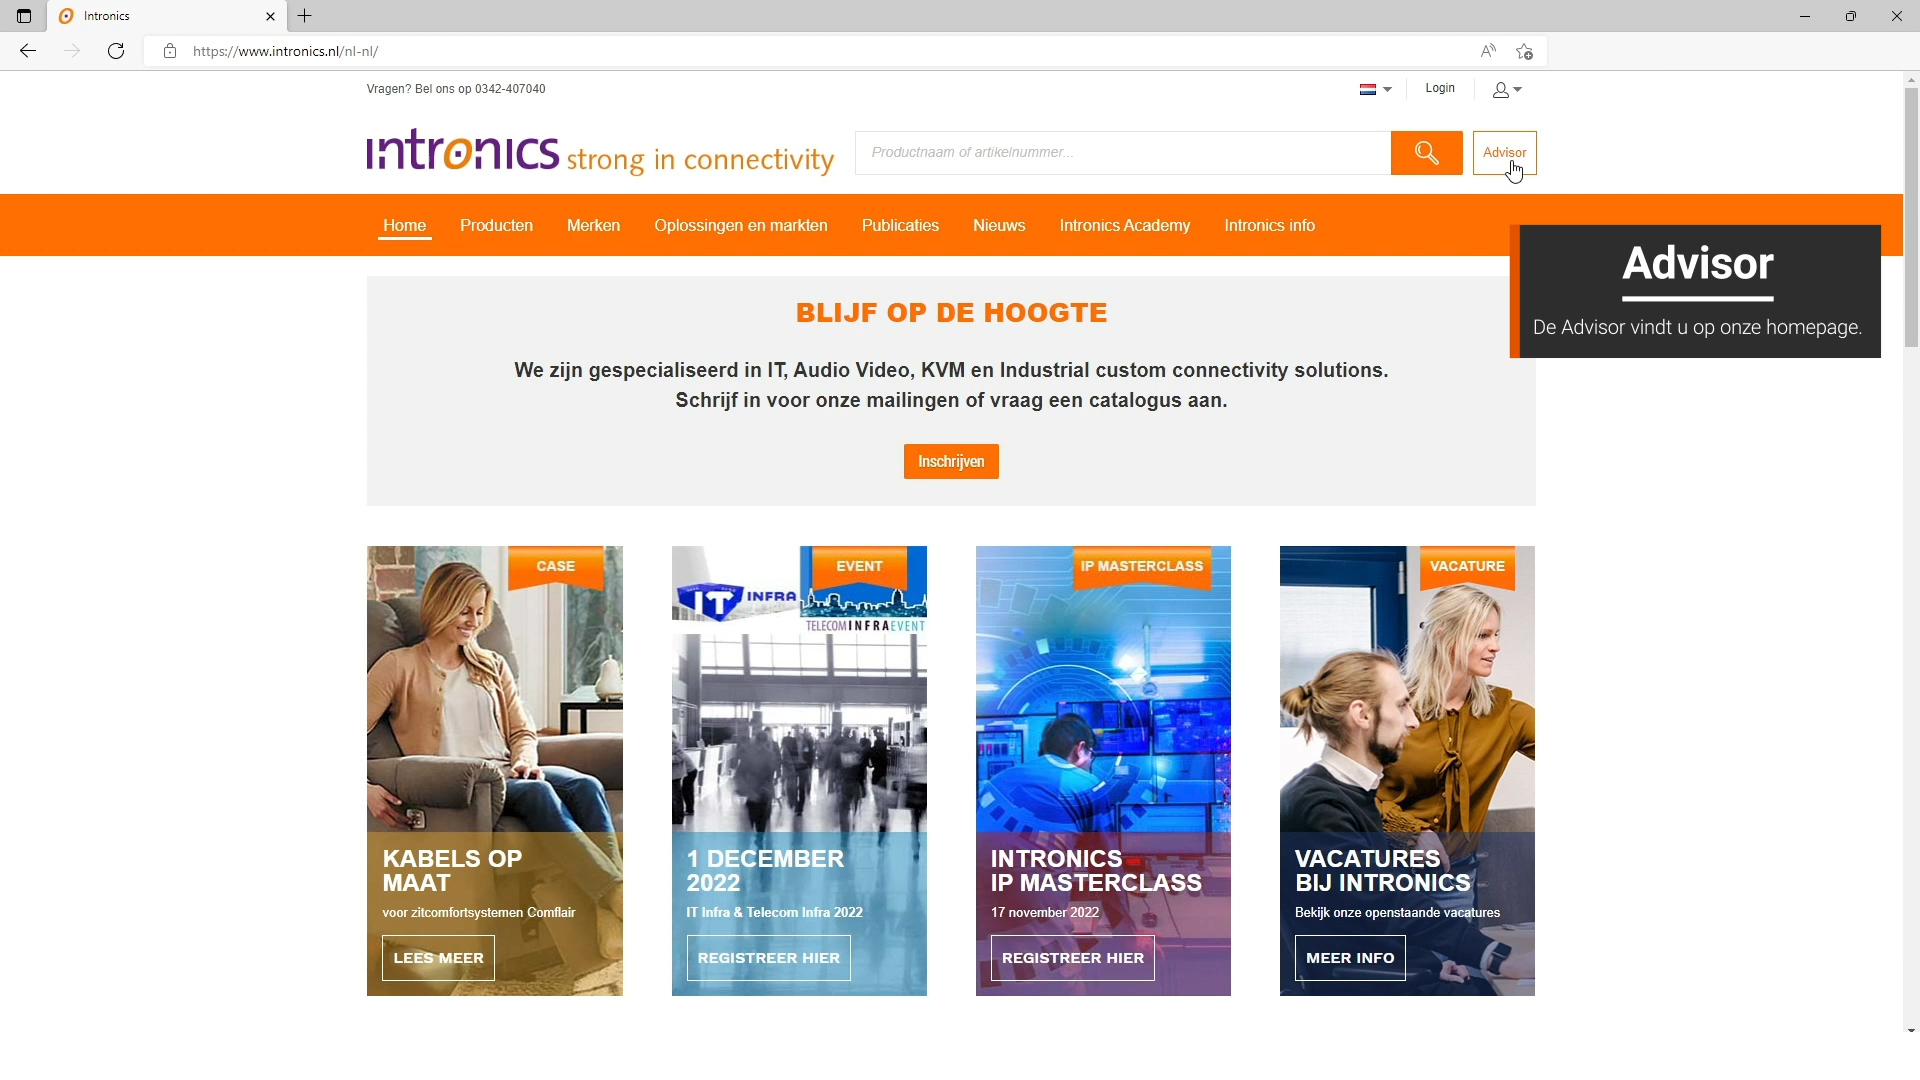 Intronics
https://www.intronics.nl/nl-nl/
Vragen? Bel ons op 0342-407040
Login
intronics strong in connectivity
Productnaam of artikelnummer...
Advisor
Home Producten Merken Oplossingen en markten Publicaties Nieuws Intronics Academy Intronics info
Advisor
De Advisor vindt u op onze homepage.
BLIJF OP DE HOOGTE
We zijn gespecialiseerd in IT, Audio Video, KVM en Industrial custom connectivity solutions.
Schrijf in voor onze mailingen of vraag een catalogus aan.
Inschrijven
CASE
KABELS OP
MAAT
voor zitcomfortsystemen Comflair
LEES MEER
EVENT
IT INFRA
TELECOMINFRAEVENT
1 DECEMBER
2022
IT Infra & Telecom Infra 2022
REGISTREER HIER
IP MASTERCLASS
INTRONICS
IP MASTERCLASS
17 november 2022
REGISTREER HIER
VACATURE
VACATURES
BIJ INTRONICS
Bekijk onze openstaande vacatures
MEER INFO